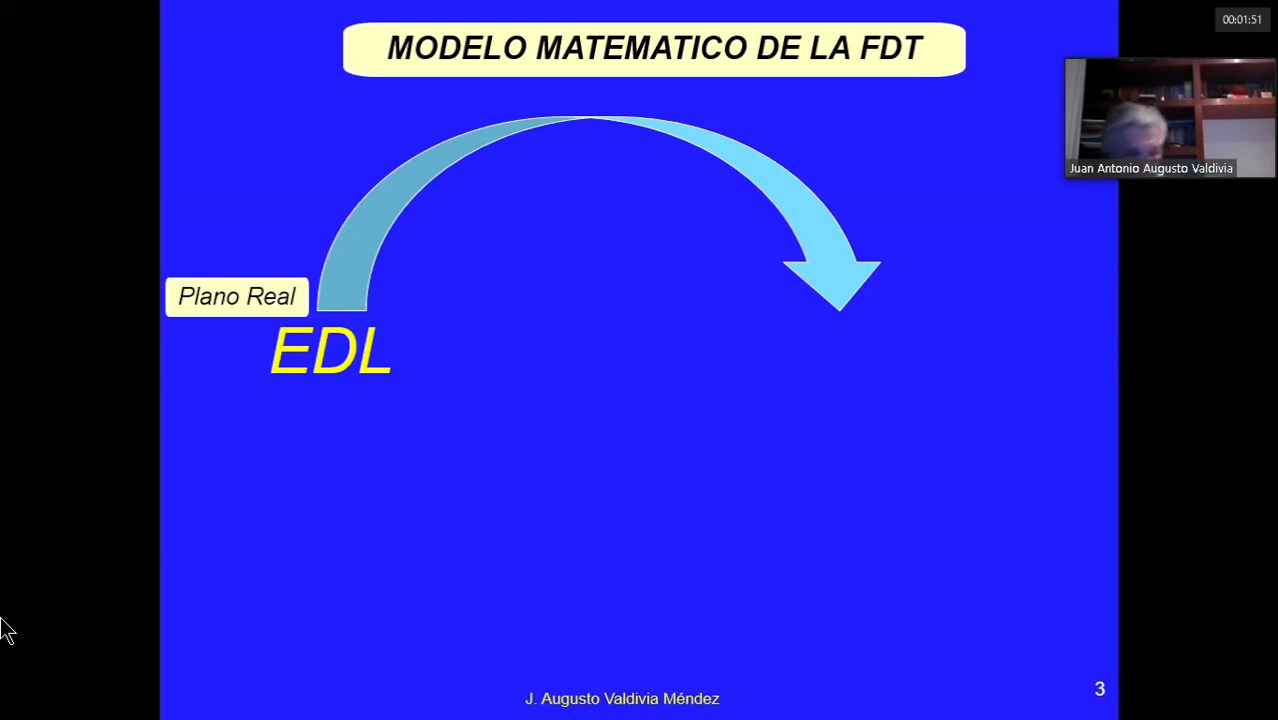 00:01:51
MODELO MATEMATICO DE LA FDT
Juan Antonio Augusto Valdivia
Plano Real
EDL
J. Augusto Valdivia Méndez
3